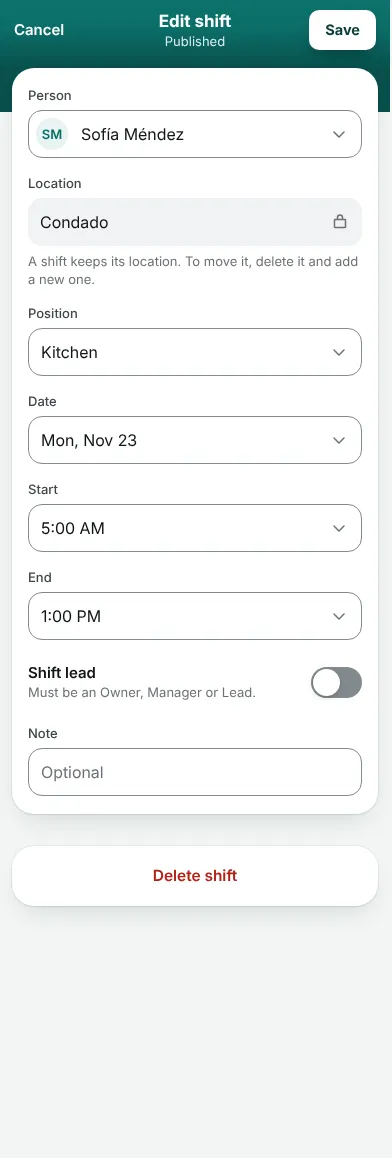 Cancel
Edit shift
Published
Save
Person
SM
Sofía Méndez
Location
Condado
A shift keeps its location. To move it, delete it and add
a new one.
Position
Kitchen
Date
Mon, Nov 23
Start
5:00 AM
End
1:00 PM
Shift lead
Must be an Owner, Manager or Lead.
Note
Optional
Delete shift